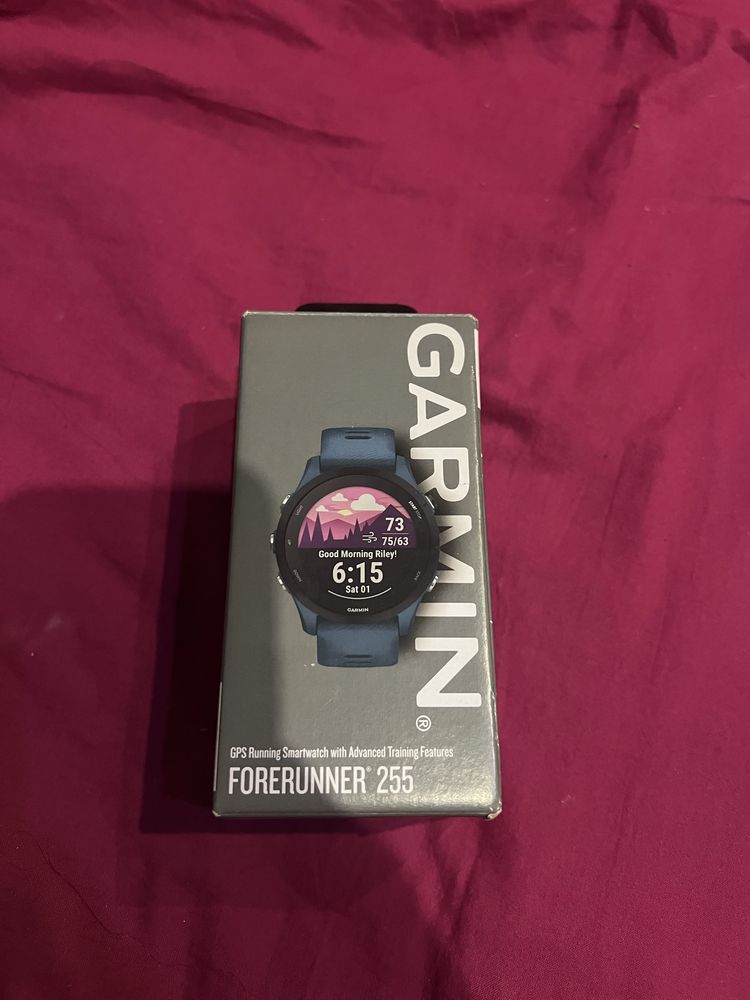 GARMIN®
73
75/63
Good Morning Riley!
6:15
Sat 01
GARMIN
GPS Running Smartwatch with Advanced Training Features
FORERUNNER® 255